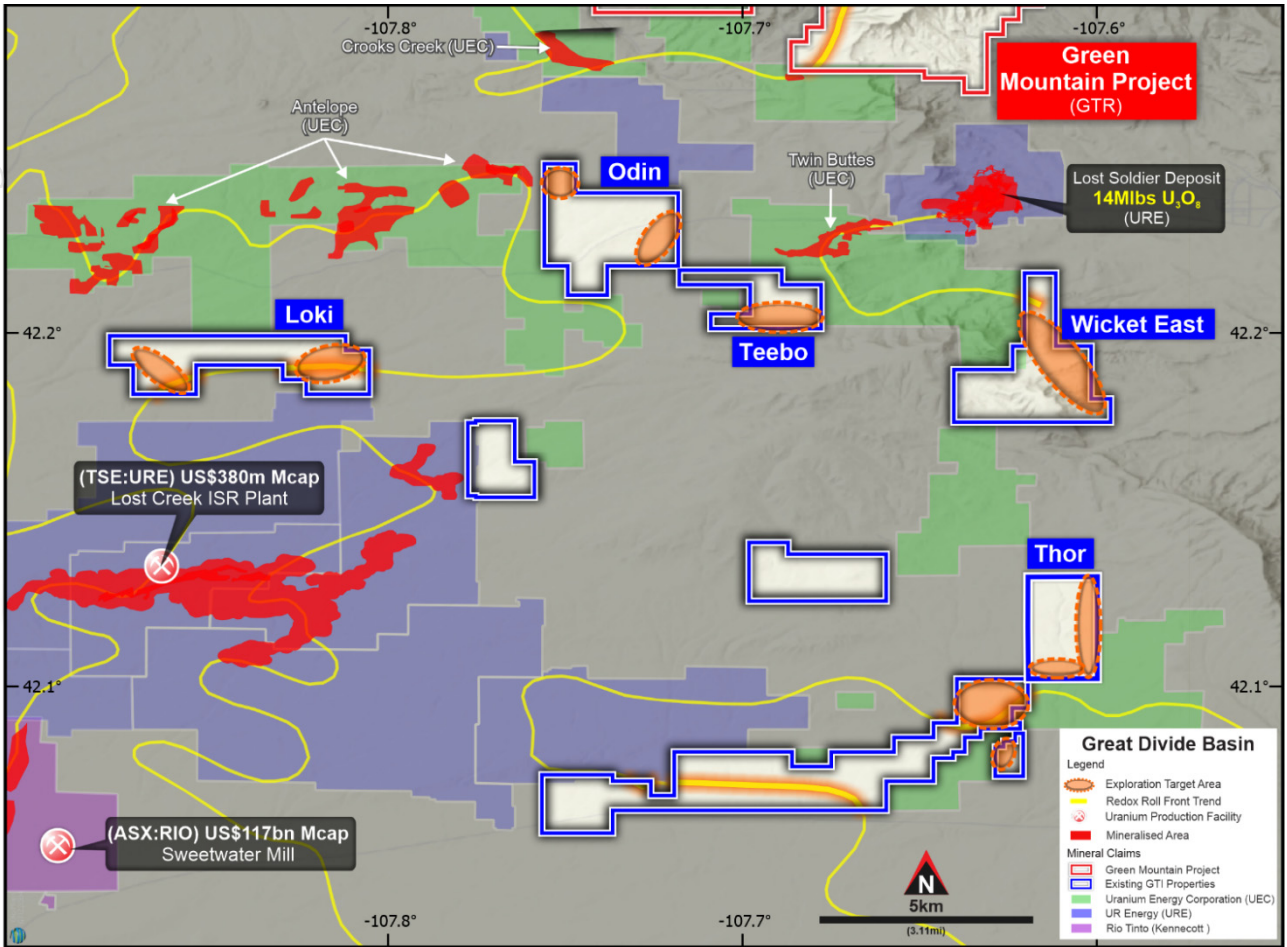 -107.8°
-107.7°
-107.6°
Crooks Creek (UEC)
Green
Mountain Project
(GTR)
Antelope
(UEC)
Odin
Twin Buttes
(UEC)
Lost Soldier Deposit
14Mlbs U₃O₈
(URE)
Loki
42.2°
42.2°
Wicket East
Teebo
(TSE:URE) US$380m Mcap
Lost Creek ISR Plant
Thor
42.1°
42.1°
(ASX:RIO) US$117bn Mcap
Sweetwater Mill
-107.8°
-107.7°
N
5km
(3.11mi)
Great Divide Basin
Legend
Exploration Target Area
Redox Roll Front Trend
Uranium Production Facility
Mineralised Area
Mineral Claims
Green Mountain Project
Existing GTI Properties
Uranium Energy Corporation (UEC)
UR Energy (URE)
Rio Tinto (Kennecott )